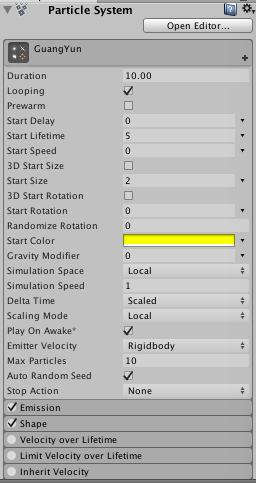 Particle System
Open Editor...
GuangYun
Duration 10.00
Looping
Prewarm
Start Delay 0
Start Lifetime 5
Start Speed 0
3D Start Size
Start Size 2
3D Start Rotation
Start Rotation 0
Randomize Rotation 0
Start Color
Gravity Modifier 0
Simulation Space Local
Simulation Speed 1
Delta Time Scaled
Scaling Mode Local
Play On Awake*
Emitter Velocity Rigidbody
Max Particles 10
Auto Random Seed
Stop Action None
Emission
Shape
Velocity over Lifetime
Limit Velocity over Lifetime
Inherit Velocity